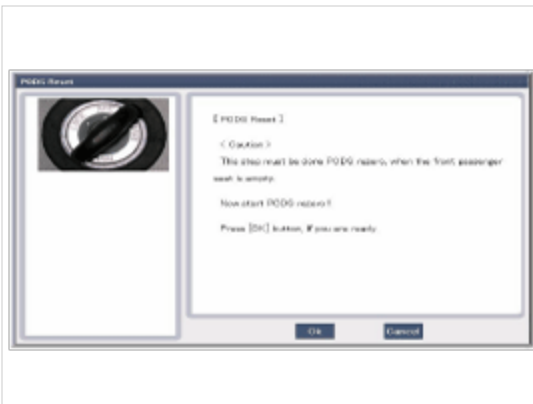 PODS Reset
[ PODS Reset ]
< Caution >
This step must be done PODS rezero, when the front passenger
seat is empty.
Now start PODS rezero !!
Press [OK] button, if you are ready.
Ok
Cancel